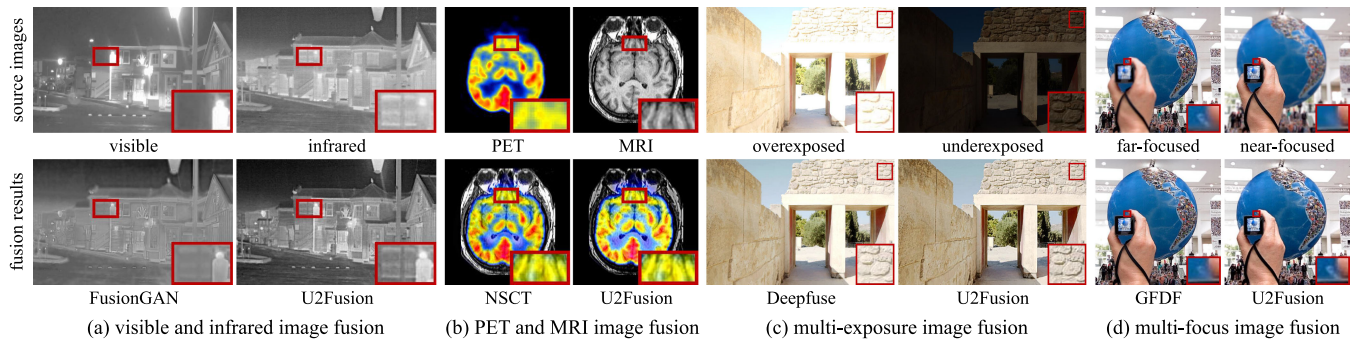 source images
visible infrared PET MRI overexposed underexposed far-focused near-focused
fusion results
FusionGAN U2Fusion NSCT U2Fusion Deepfuse U2Fusion GFDF U2Fusion
(a) visible and infrared image fusion (b) PET and MRI image fusion (c) multi-exposure image fusion (d) multi-focus image fusion